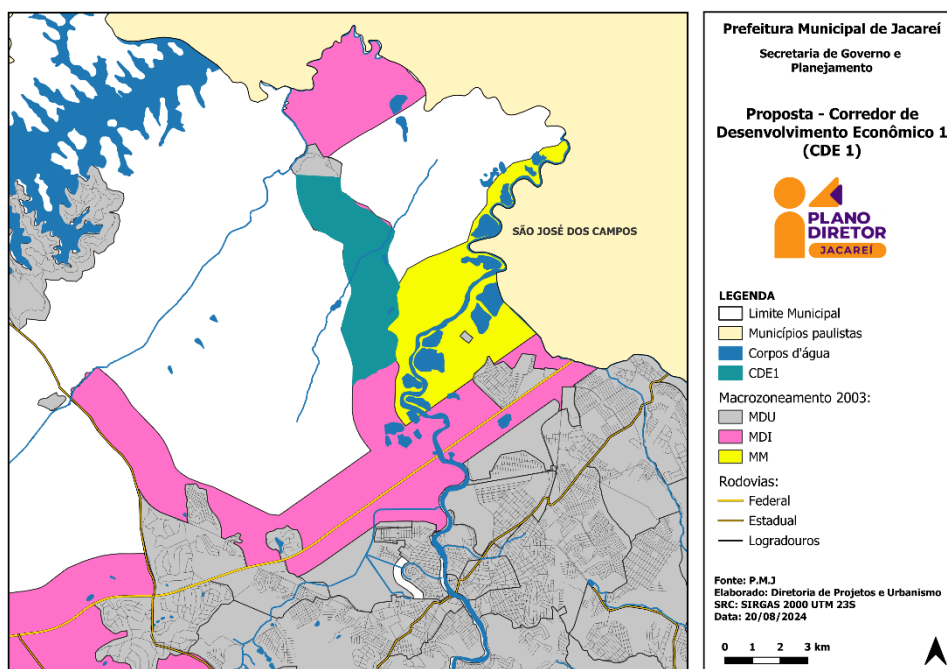 Prefeitura Municipal de Jacareí
Secretaria de Governo e
Planejamento
Proposta - Corredor de
Desenvolvimento Econômico 1
(CDE 1)
PLANO
DIRETOR
JACAREÍ
SÃO JOSÉ DOS CAMPOS
LEGENDA
Limite Municipal
Municípios paulistas
Corpos d'água
CDE1
Macrozoneamento 2003:
MDU
MDI
MM
Rodovias:
Federal
Estadual
Logradouros
Fonte: P.M.J
Elaborado: Diretoria de Projetos e Urbanismo
SRC: SIRGAS 2000 UTM 23S
Data: 20/08/2024
0 1 2 3 km